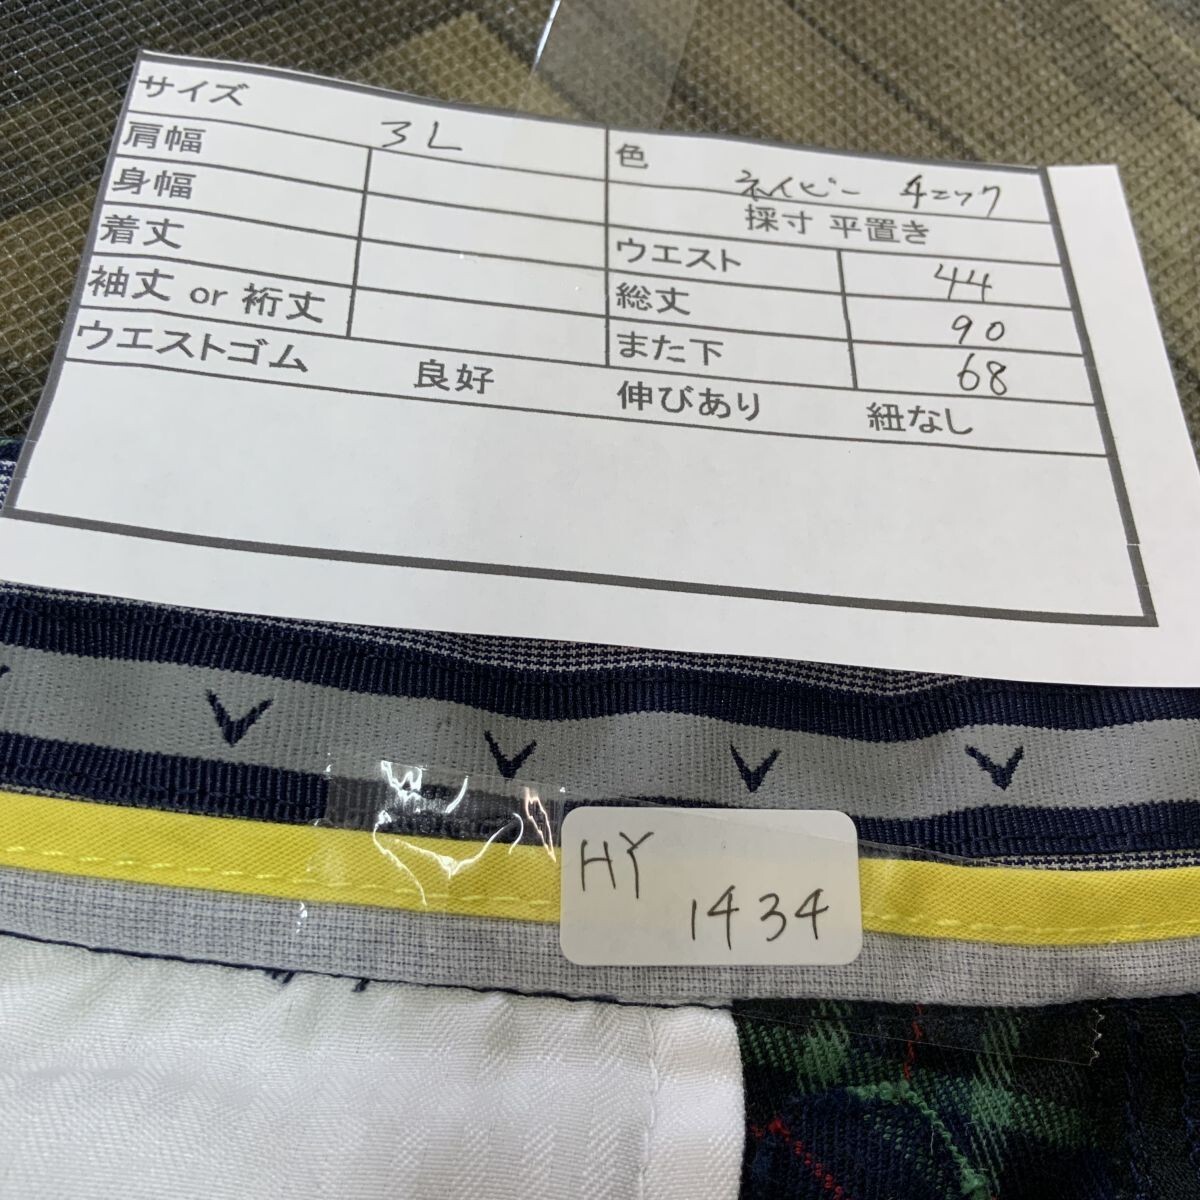 サイズ 3L
色 ネイビー チェック
肩幅
採寸 平置き
身幅
ウエスト 44
着丈
総丈 90
袖丈 or 裄丈
また下 68
ウエストゴム 良好 伸びあり 紐なし
HY
1434